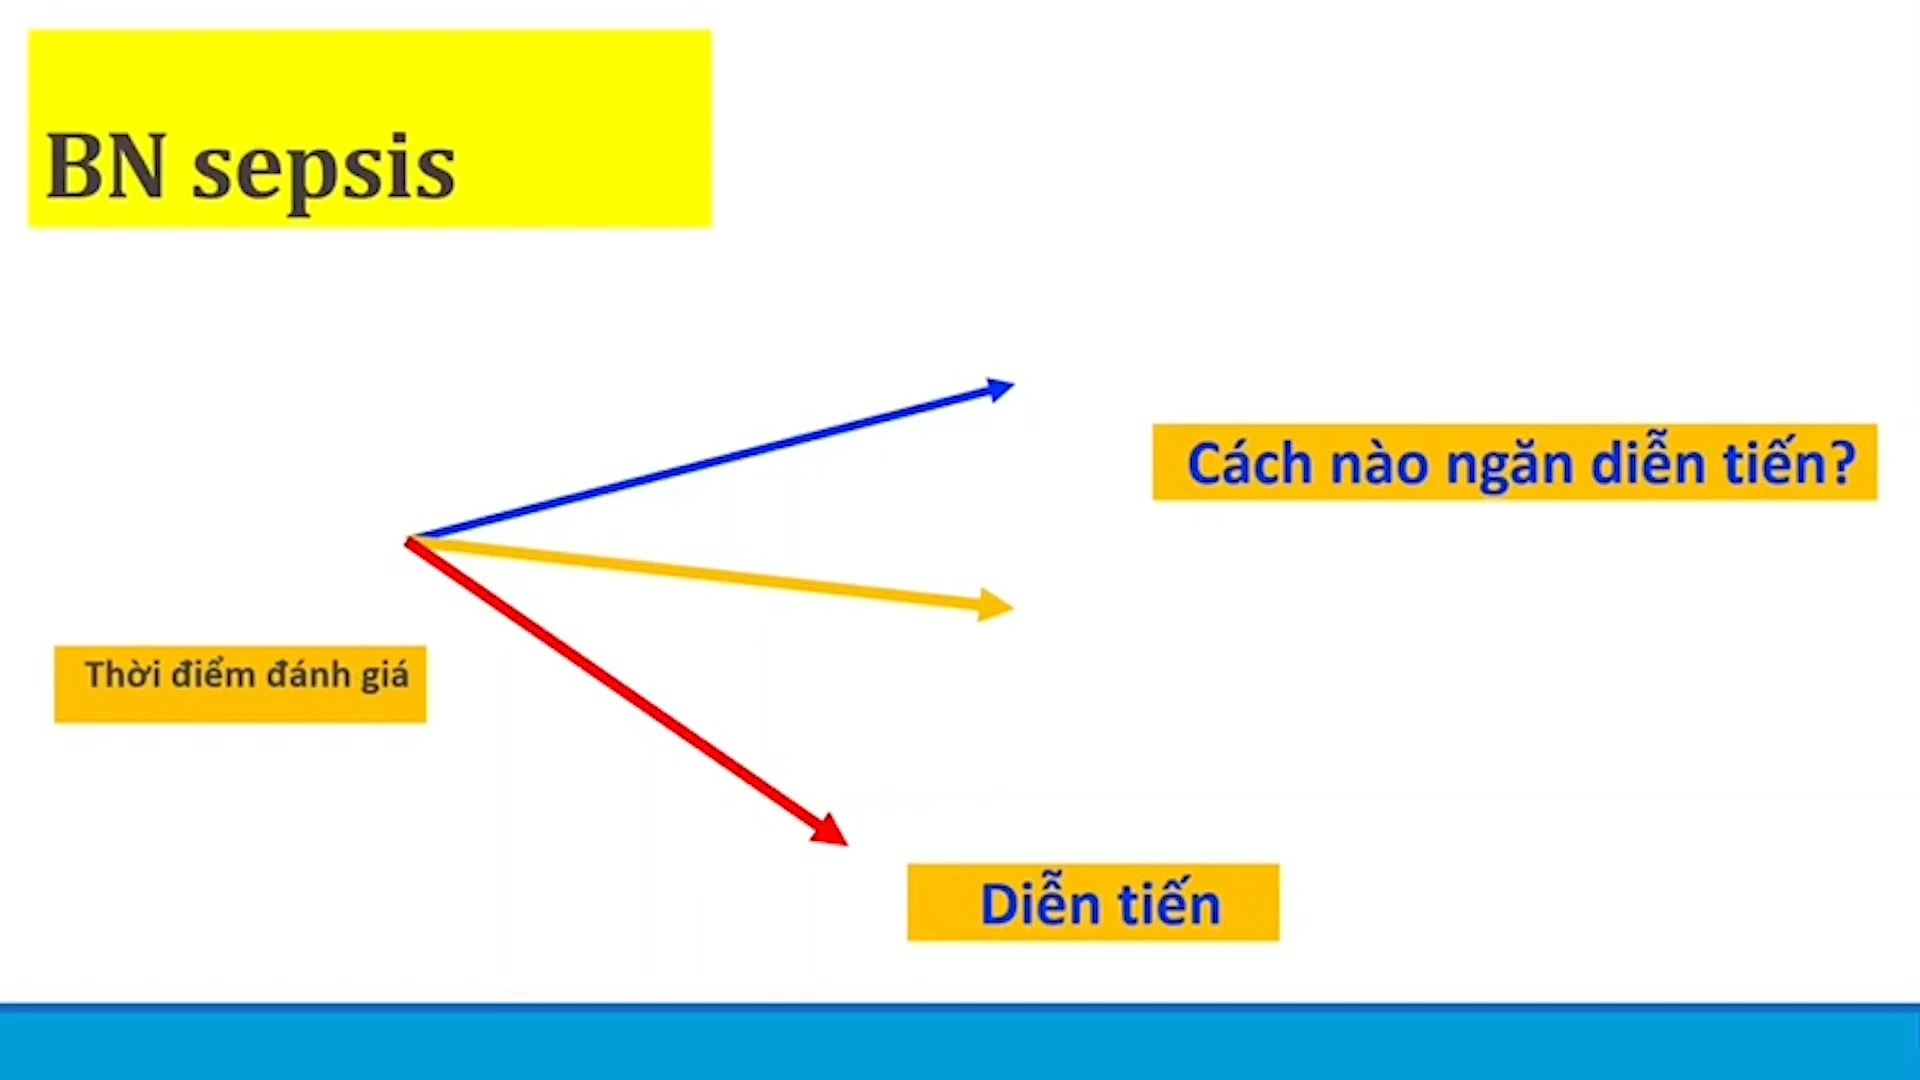 BN sepsis
Cách nào ngăn diễn tiến?
Thời điểm đánh giá
Diễn tiến